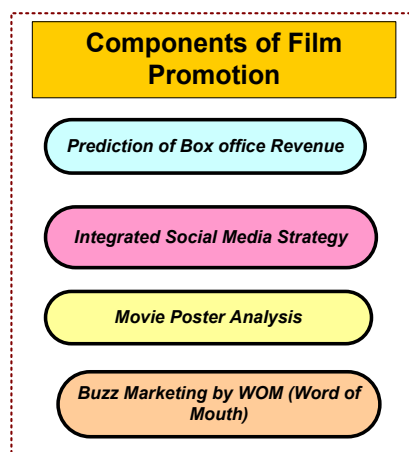 Components of Film
Promotion
Prediction of Box office Revenue
Integrated Social Media Strategy
Movie Poster Analysis
Buzz Marketing by WOM (Word of
Mouth)